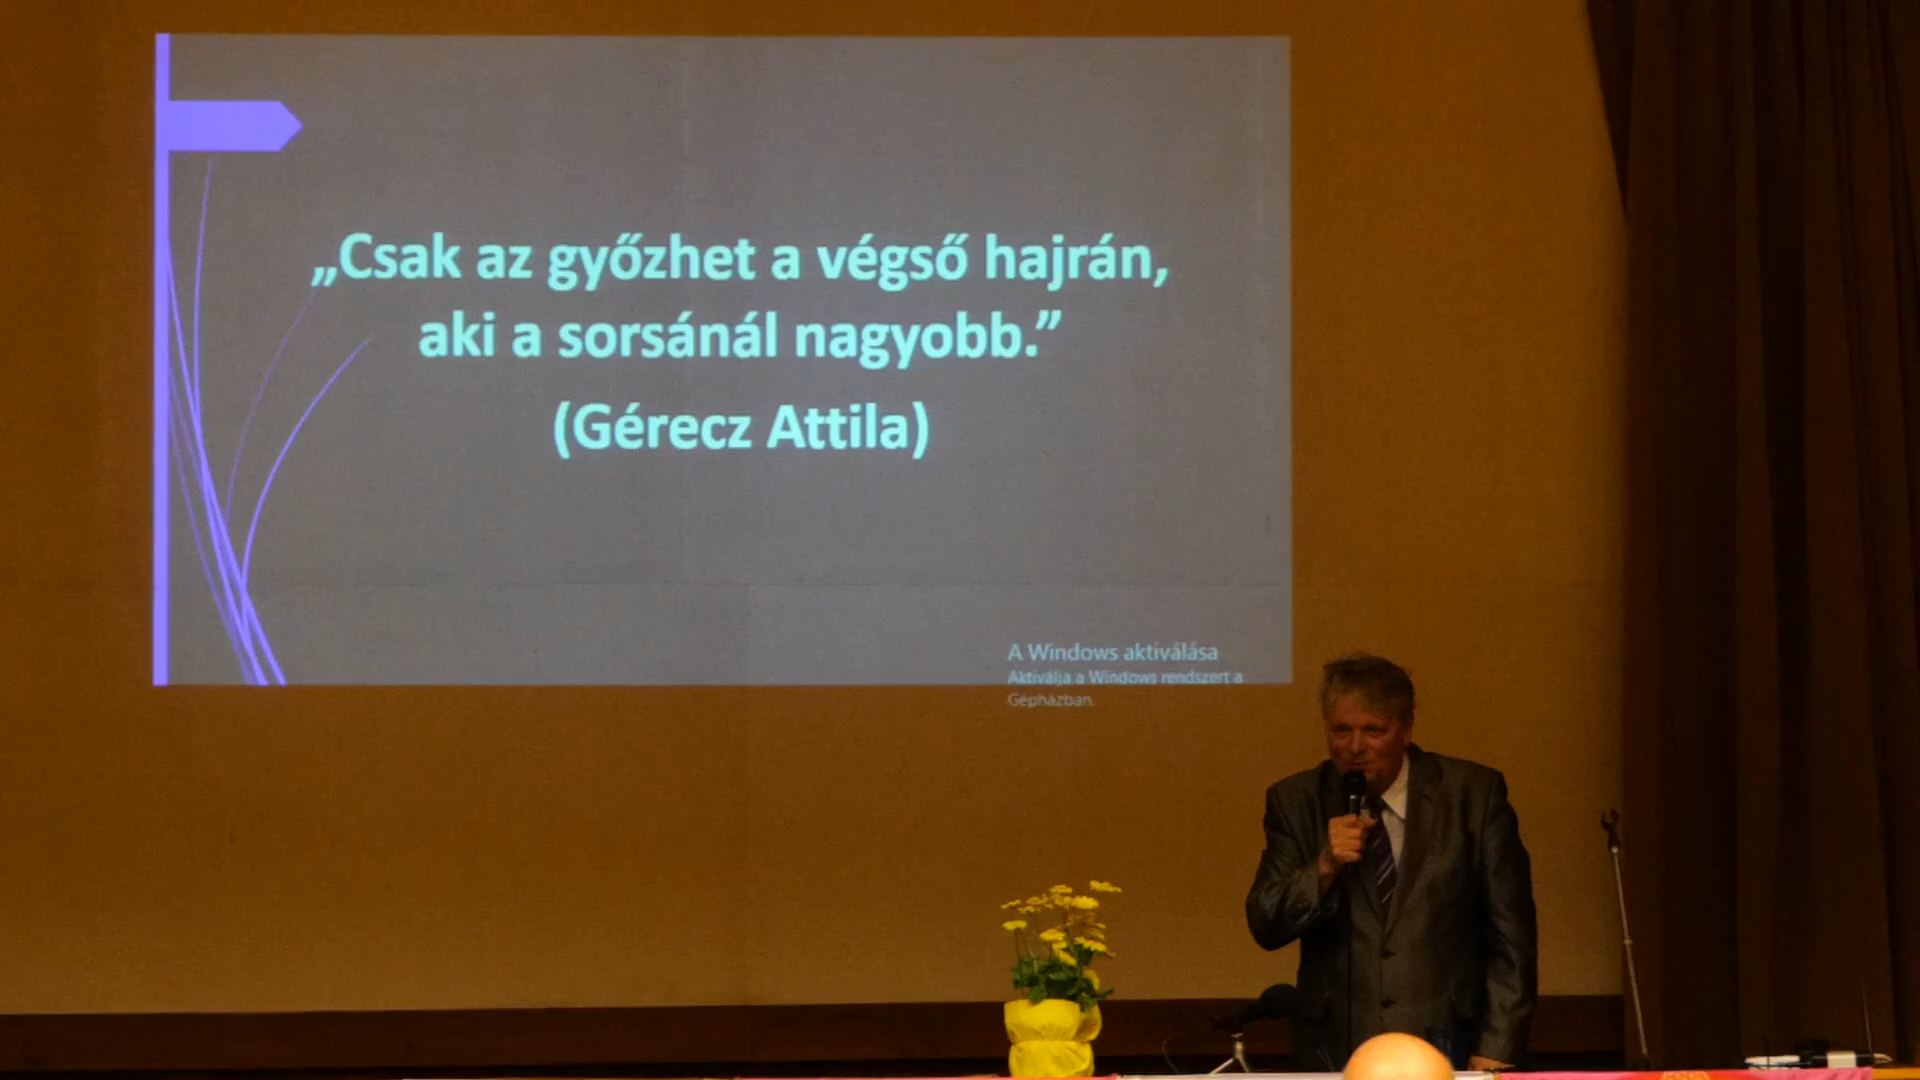 „Csak az győzhet a végső hajrán,
aki a sorsánál nagyobb.”
(Gérecz Attila)
A Windows aktiválása
Aktiválja a Windows rendszert a
Gépházban.